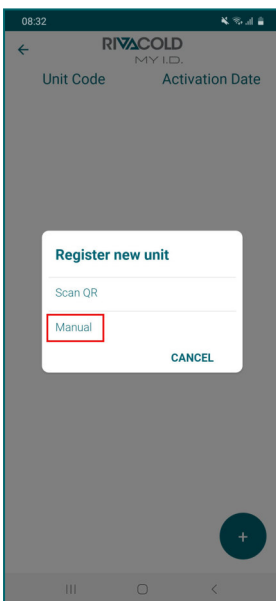 08:32
RIVACOLD
MY I.D.
Unit Code Activation Date
Register new unit
Scan QR
Manual
CANCEL
+